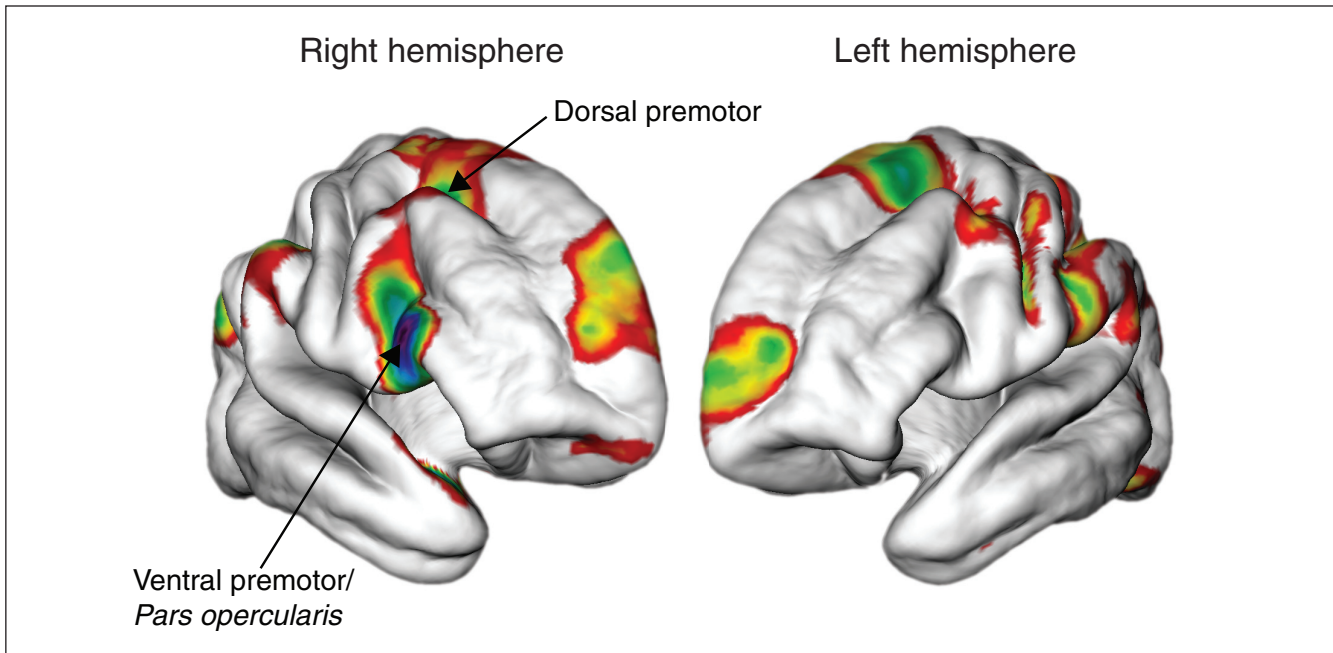 Right hemisphere
Left hemisphere
Dorsal premotor
Ventral premotor/
Pars opercularis